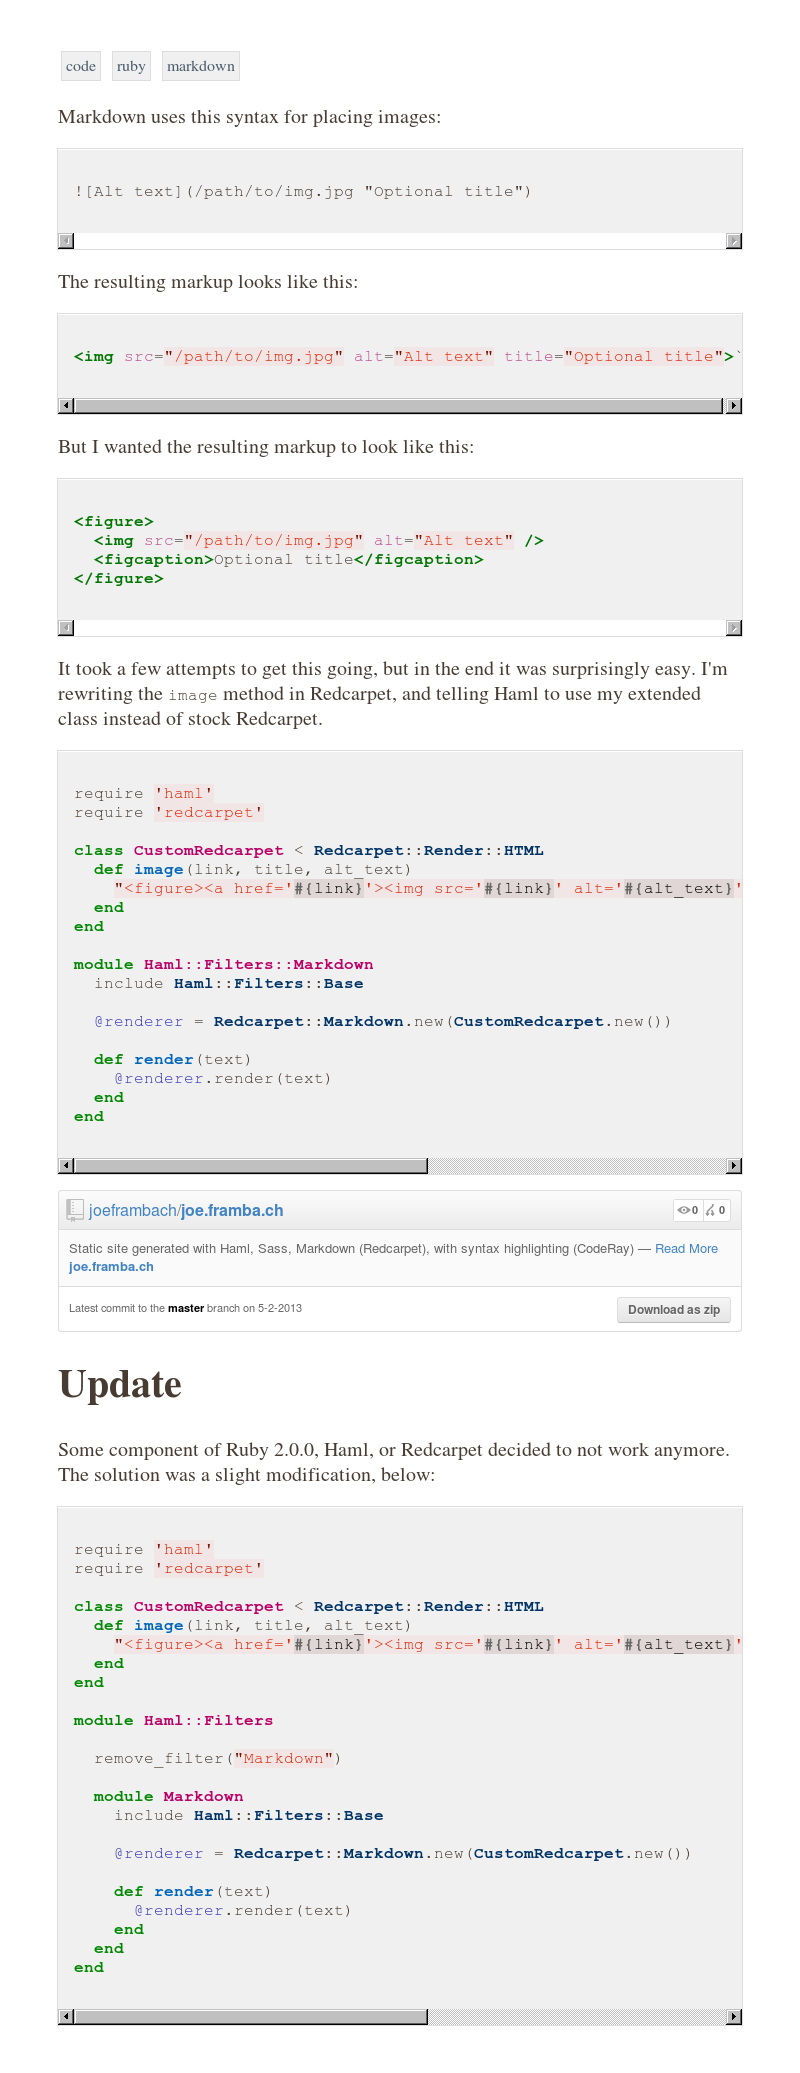 code ruby markdown
Markdown uses this syntax for placing images:
![Alt text](/path/to/img.jpg "Optional title")
The resulting markup looks like this:
<img src="/path/to/img.jpg" alt="Alt text" title="Optional title">`
But I wanted the resulting markup to look like this:
<figure>
  <img src="/path/to/img.jpg" alt="Alt text" />
  <figcaption>Optional title</figcaption>
</figure>
It took a few attempts to get this going, but in the end it was surprisingly easy. I'm
rewriting the image method in Redcarpet, and telling Haml to use my extended
class instead of stock Redcarpet.
require 'haml'
require 'redcarpet'
class CustomRedcarpet < Redcarpet::Render::HTML
  def image(link, title, alt_text)
    "<figure><a href='#{link}'><img src='#{link}' alt='#{alt_text}'
  end
end
module Haml::Filters::Markdown
  include Haml::Filters::Base
  @renderer = Redcarpet::Markdown.new(CustomRedcarpet.new())
  def render(text)
    @renderer.render(text)
  end
end
joeframbach/joe.framba.ch 0 0
Static site generated with Haml, Sass, Markdown (Redcarpet), with syntax highlighting (CodeRay) — Read More
joe.framba.ch
Latest commit to the master branch on 5-2-2013 Download as zip
Update
Some component of Ruby 2.0.0, Haml, or Redcarpet decided to not work anymore.
The solution was a slight modification, below:
require 'haml'
require 'redcarpet'
class CustomRedcarpet < Redcarpet::Render::HTML
  def image(link, title, alt_text)
    "<figure><a href='#{link}'><img src='#{link}' alt='#{alt_text}'
  end
end
module Haml::Filters
  remove_filter("Markdown")
  module Markdown
    include Haml::Filters::Base
    @renderer = Redcarpet::Markdown.new(CustomRedcarpet.new())
    def render(text)
      @renderer.render(text)
    end
  end
end